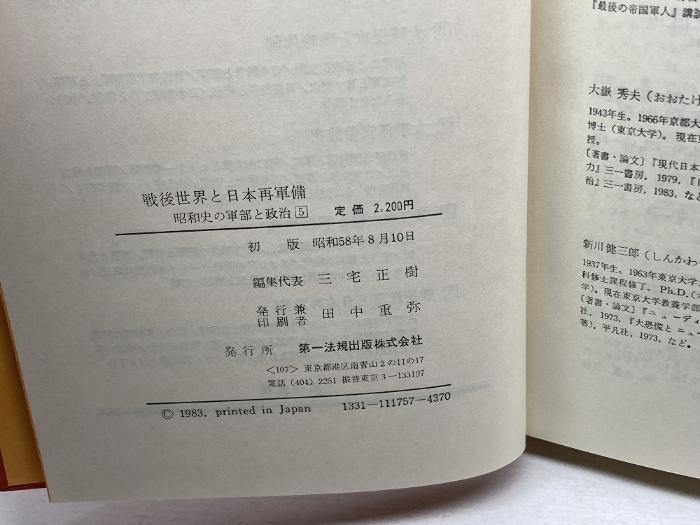 戦後世界と日本再軍備
昭和史の軍部と政治 5 定価 2,200円
初版 昭和58年8月10日
編集代表 三宅正樹
発行兼
印刷者 田中重弥
発行所 第一法規出版株式会社
<107> 東京都港区南青山2の11の17
電話 (404) 2251 振替東京3―133197
© 1983, printed in Japan 1331―111757―4370
『最後の帝国軍人』講談
大嶽 秀夫 (おおたけ
1943年生。1966年京都大
博士 (東京大学)。現在東
授。
〔著書・論文〕『現代日本
力』三一書房, 1979,『
治』三一書房, 1983, など
新川 健三郎 (しんかわ
1937年生。1963年東京大学
科修士課程修了。Ph.D.
学)。現在東京大学教養学部
〔著書・論文〕『ニューディ
社, 1973,『大恐慌とニュー
著), 平凡社, 1973, など。